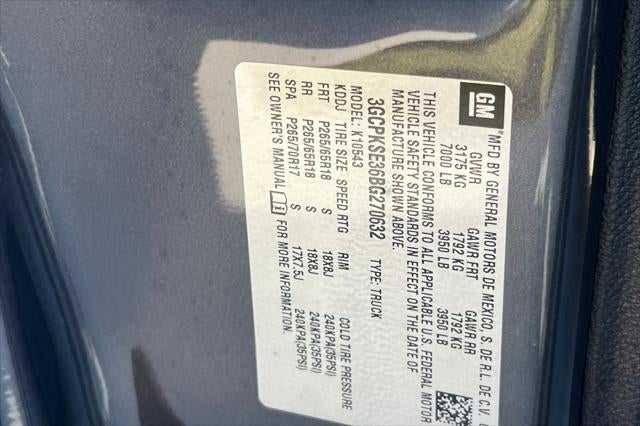 GM
MFD BY GENERAL MOTORS DE MEXICO, S. DE R.L. DE C.V.
GVWR GAWR FRT GAWR RR
3175 KG 1792 KG 1792 KG
7000 LB 3950 LB 3950 LB
THIS VEHICLE CONFORMS TO ALL APPLICABLE U.S. FEDERAL MOTOR
VEHICLE SAFETY STANDARDS IN EFFECT ON THE DATE OF
MANUFACTURE SHOWN ABOVE.
3GCPKSE36BG270632 TYPE: TRUCK
MODEL: K10543
KDDJ TIRE SIZE SPEED RTG RIM COLD TIRE PRESSURE
FRT P265/65R18 S 18X8J 240KPA(35PSI)
RR P265/65R18 S 18X8J 240KPA(35PSI)
SPA P265/70R17 S 17X7.5J 240KPA(35PSI)
SEE OWNER'S MANUAL FOR MORE INFORMATION.